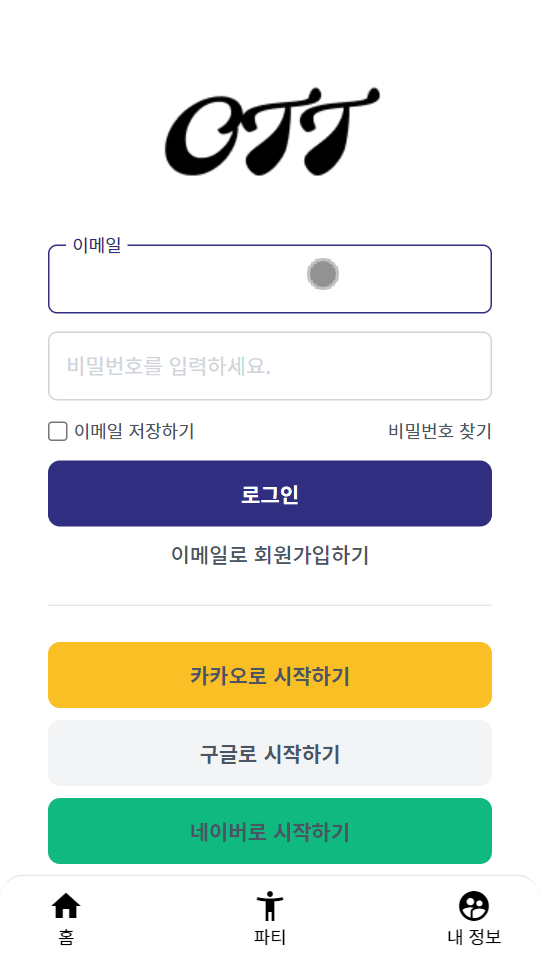 OTT
이메일
비밀번호를 입력하세요.
이메일 저장하기 비밀번호 찾기
로그인
이메일로 회원가입하기
카카오로 시작하기
구글로 시작하기
네이버로 시작하기
홈 파티 내 정보